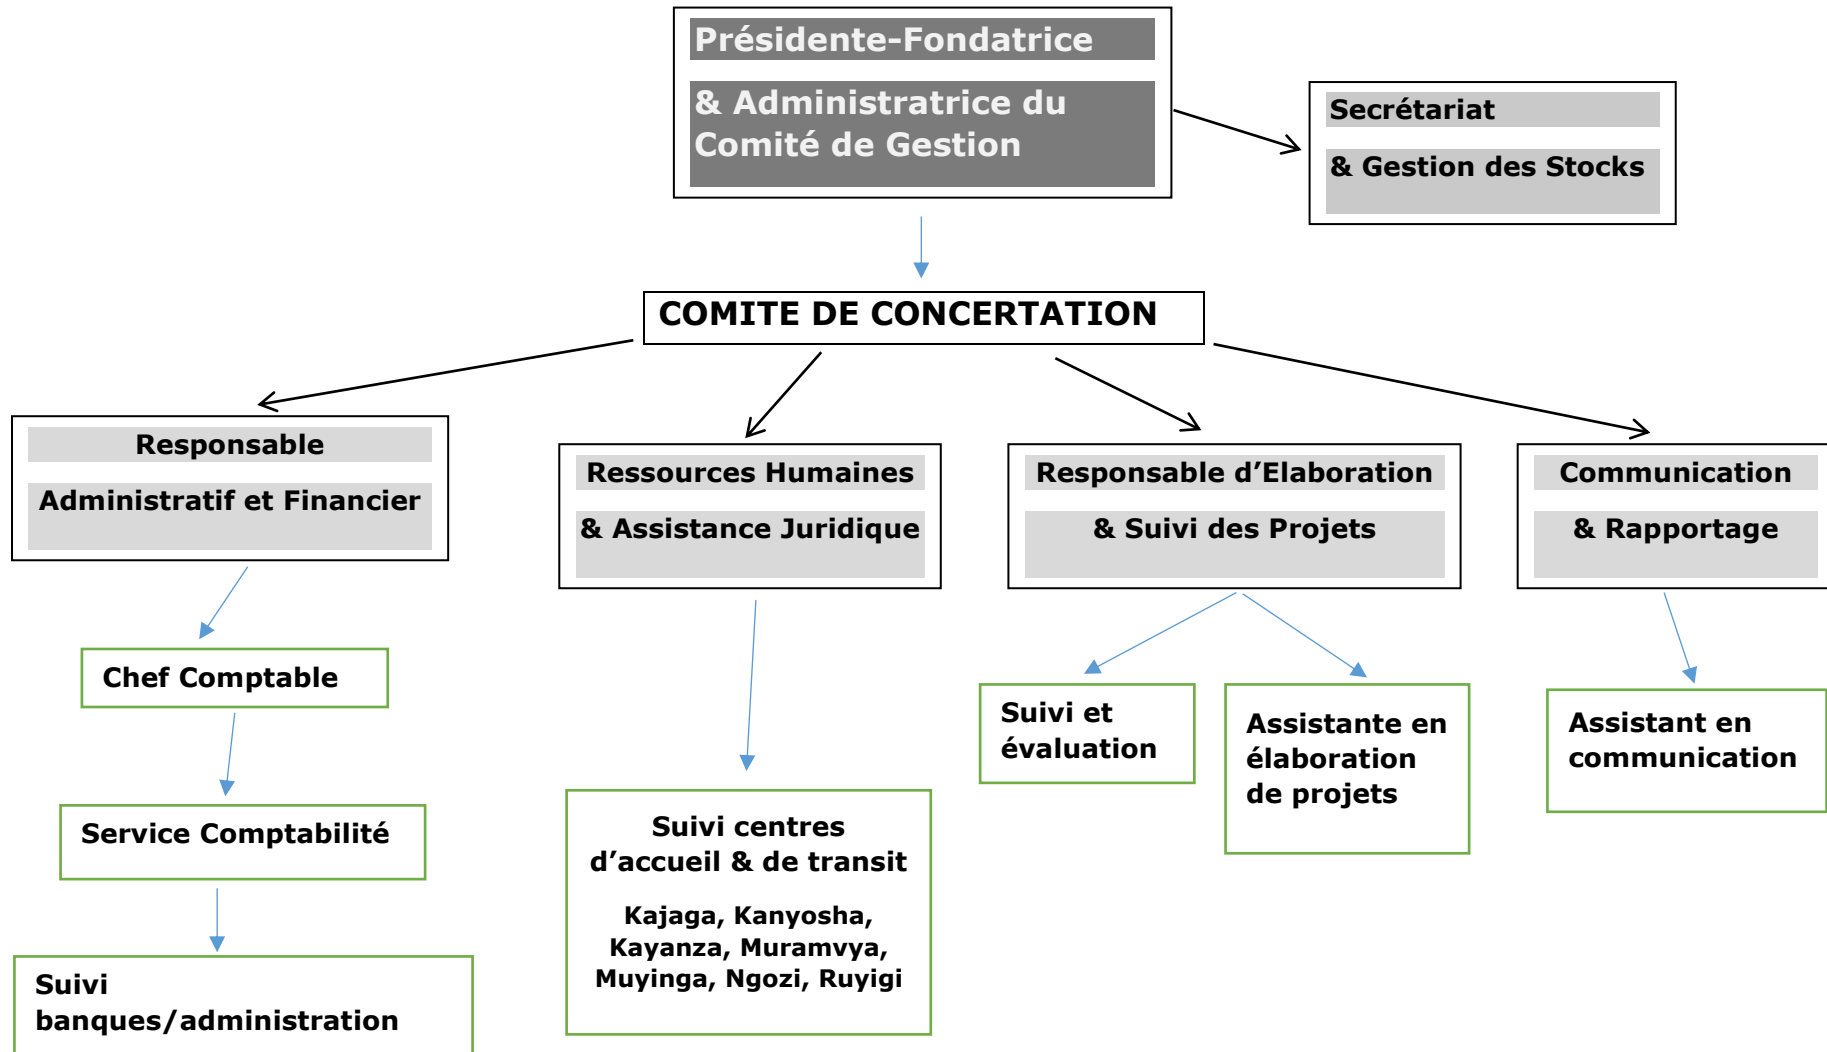 Présidente-Fondatrice
& Administratrice du
Comité de Gestion
Secrétariat
& Gestion des Stocks
COMITE DE CONCERTATION
Responsable
Administratif et Financier
Ressources Humaines
& Assistance Juridique
Responsable d’Elaboration
& Suivi des Projets
Communication
& Rapportage
Chef Comptable
Suivi et
évaluation
Assistante en
élaboration
de projets
Assistant en
communication
Service Comptabilité
Suivi centres
d’accueil & de transit
Kajaga, Kanyosha,
Kayanza, Muramvya,
Muyinga, Ngozi, Ruyigi
Suivi
banques/administration